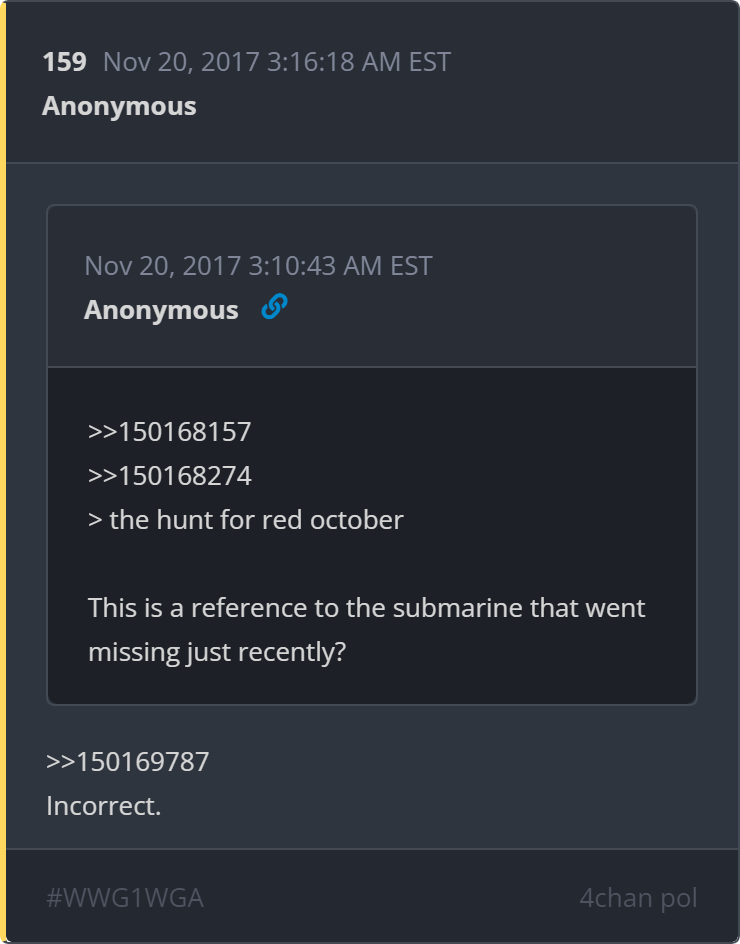 159 Nov 20, 2017 3:16:18 AM EST
Anonymous
Nov 20, 2017 3:10:43 AM EST
Anonymous
>>150168157
>>150168274
> the hunt for red october
This is a reference to the submarine that went
missing just recently?
>>150169787
Incorrect.
#WWG1WGA 4chan pol